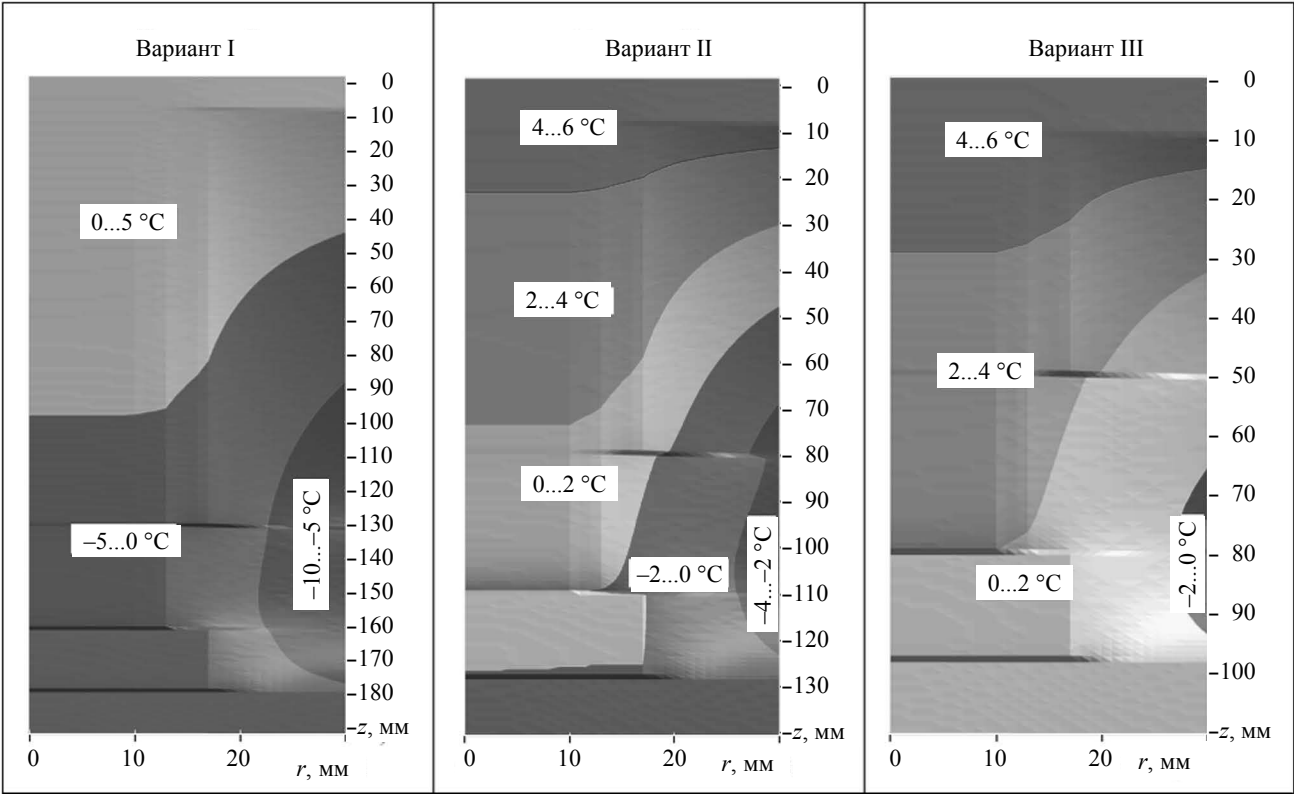 Вариант I
0
–10
–20
–30
–40
–50
–60
–70
–80
–90
–100
–110
–120
–130
–140
–150
–160
–170
–180
–z, мм
0...5 °C
–5...0 °C
–10...–5 °C
0
20
r, мм
Вариант II
0
–10
–20
–30
–40
–50
–60
–70
–80
–90
–100
–110
–120
–130
–z, мм
4...6 °C
2...4 °C
0...2 °C
–2...0 °C
–4...–2 °C
0
10
20
r, мм
Вариант III
0
–10
–20
–30
–40
–50
–60
–70
–80
–90
–100
–z, мм
4...6 °C
2...4 °C
0...2 °C
–2...0 °C
0
10
20
r, мм